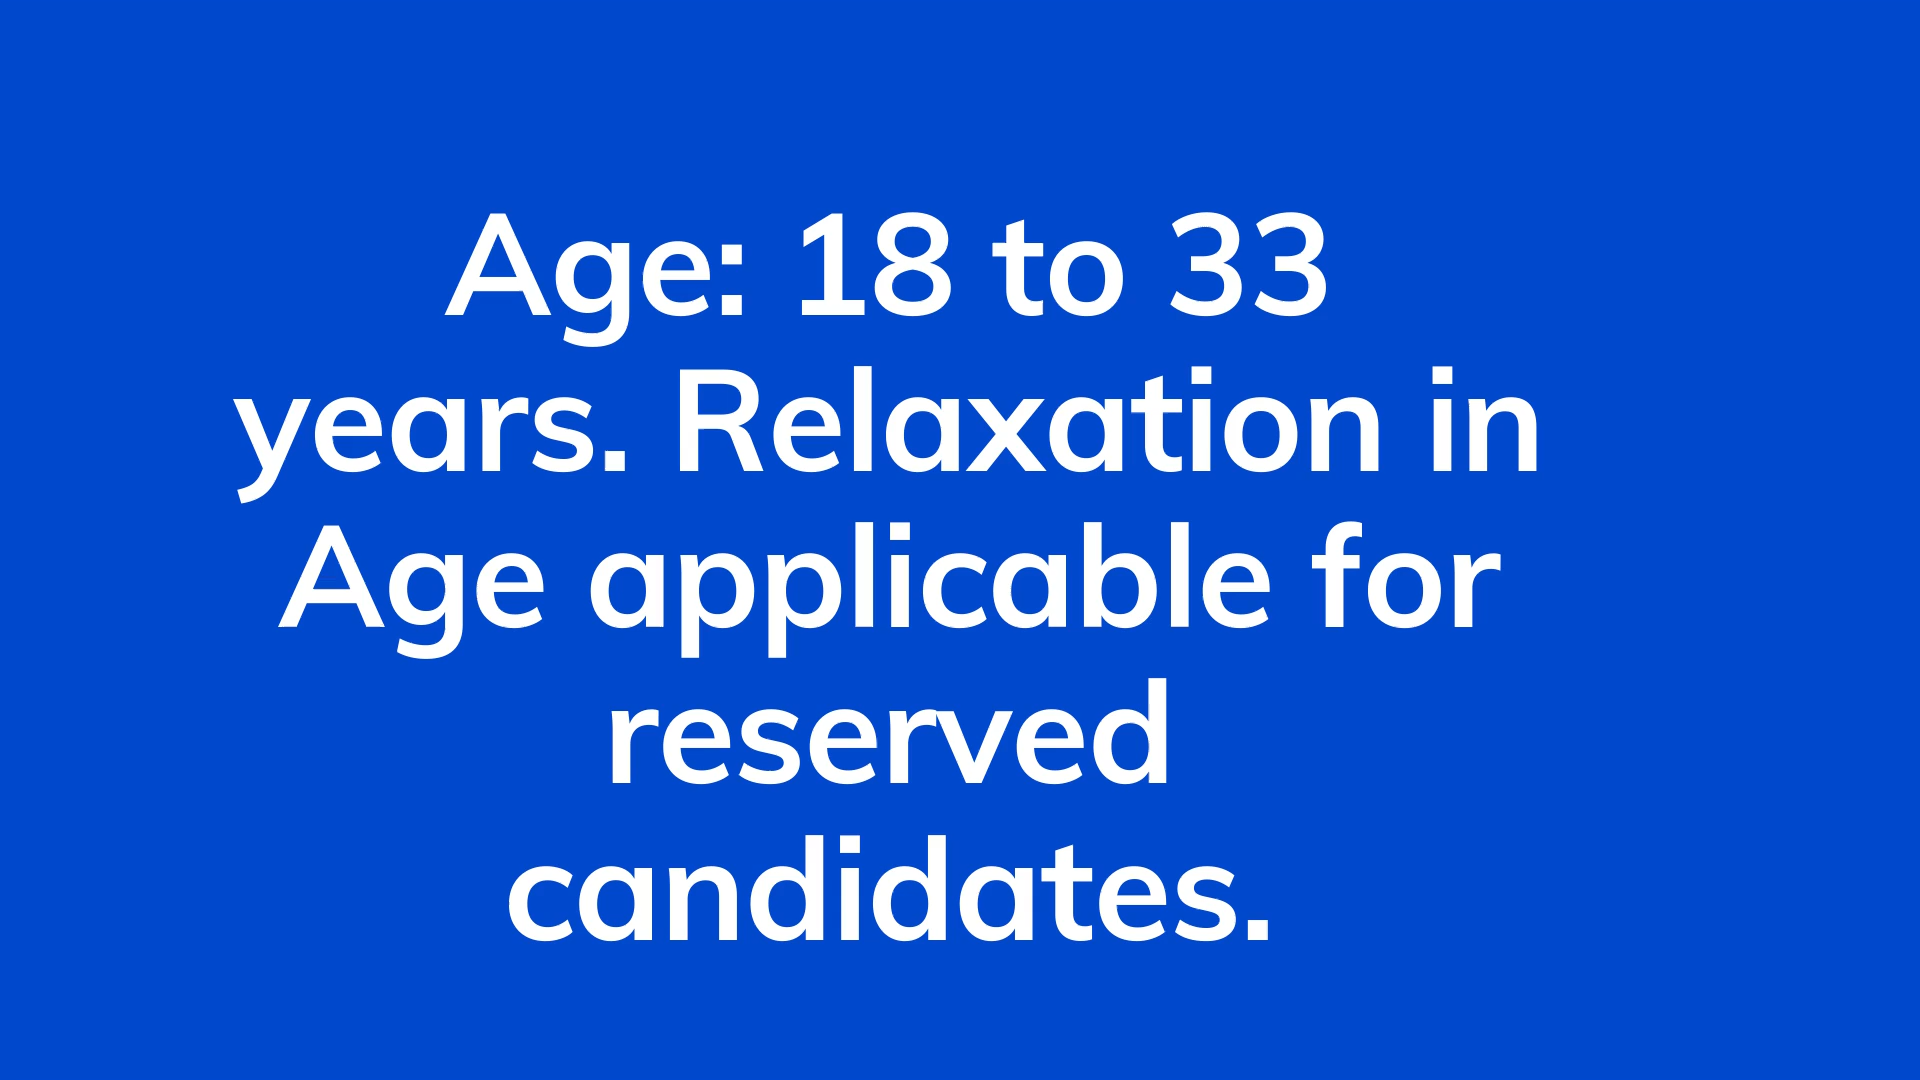 Age: 18 to 33
years. Relaxation in
Age applicable for
reserved
candidates.